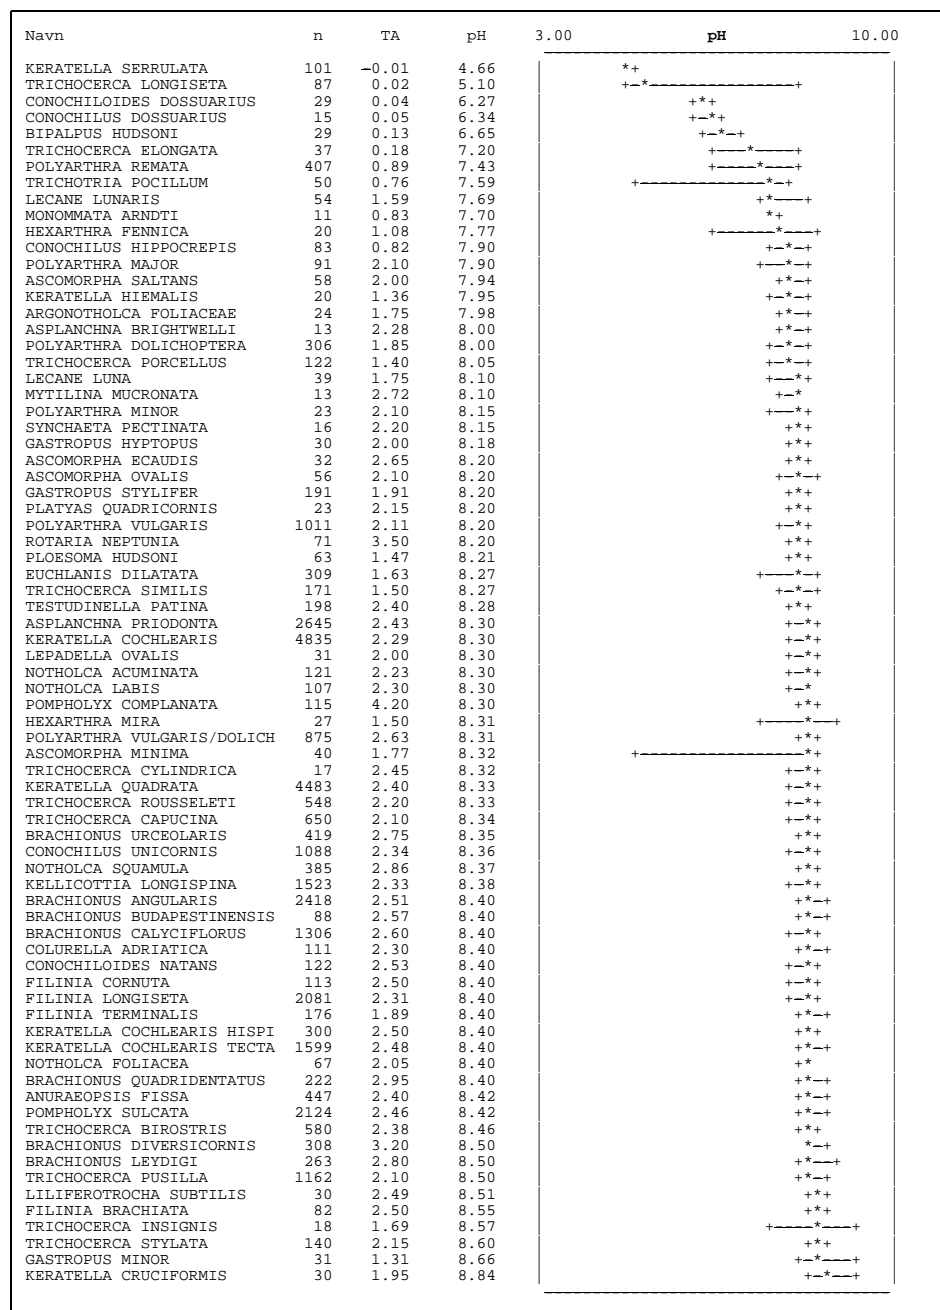 Navn n TA pH 3.00 pH 10.00
KERATELLA SERRULATA 101 -0.01 4.66 *+
TRICHOCERCA LONGISETA 87 0.02 5.10 +-*-------------+
CONOCHILOIDES DOSSUARIUS 29 0.04 6.27 +*+
CONOCHILUS DOSSUARIUS 15 0.05 6.34 +-*+
BIPALPUS HUDSONI 29 0.13 6.65 +-*-+
TRICHOCERCA ELONGATA 37 0.18 7.20 +---*----+
POLYARTHRA REMATA 407 0.89 7.43 +----*---+
TRICHOTRIA POCILLUM 50 0.76 7.59 +------------*-+
LECANE LUNARIS 54 1.59 7.69 +*---+
MONOMMATA ARNDTI 11 0.83 7.70 *+
HEXARTHRA FENNICA 20 1.08 7.77 +------*---+
CONOCHILUS HIPPOCREPIS 83 0.82 7.90 +-*-+
POLYARTHRA MAJOR 91 2.10 7.90 +--*-+
ASCOMORPHA SALTANS 58 2.00 7.94 +*-+
KERATELLA HIEMALIS 20 1.36 7.95 +-*-+
ARGONOTHOLCA FOLIACEAE 24 1.75 7.98 +*-+
ASPLANCHNA BRIGHTWELLI 13 2.28 8.00 +*-+
POLYARTHRA DOLICHOPTERA 306 1.85 8.00 +-*-+
TRICHOCERCA PORCELLUS 122 1.40 8.05 +-*-+
LECANE LUNA 39 1.75 8.10 +--*+
MYTILINA MUCRONATA 13 2.72 8.10 +-*
POLYARTHRA MINOR 23 2.10 8.15 +--*+
SYNCHAETA PECTINATA 16 2.20 8.15 +*+
GASTROPUS HYPTOPUS 30 2.00 8.18 +*+
ASCOMORPHA ECAUDIS 32 2.65 8.20 +*+
ASCOMORPHA OVALIS 56 2.10 8.20 +-*-+
GASTROPUS STYLIFER 191 1.91 8.20 +*+
PLATYAS QUADRICORNIS 23 2.15 8.20 +*+
POLYARTHRA VULGARIS 1011 2.11 8.20 +-*+
ROTARIA NEPTUNIA 71 3.50 8.20 +*+
PLOESOMA HUDSONI 63 1.47 8.21 +*+
EUCHLANIS DILATATA 309 1.63 8.27 +---*-+
TRICHOCERCA SIMILIS 171 1.50 8.27 +-*-+
TESTUDINELLA PATINA 198 2.40 8.28 +*+
ASPLANCHNA PRIODONTA 2645 2.43 8.30 +-*+
KERATELLA COCHLEARIS 4835 2.29 8.30 +-*+
LEPADELLA OVALIS 31 2.00 8.30 +-*+
NOTHOLCA ACUMINATA 121 2.23 8.30 +-*+
NOTHOLCA LABIS 107 2.30 8.30 +-*
POMPHOLYX COMPLANATA 115 4.20 8.30 +*+
HEXARTHRA MIRA 27 1.50 8.31 +----*--+
POLYARTHRA VULGARIS/DOLICH 875 2.63 8.31 +*+
ASCOMORPHA MINIMA 40 1.77 8.32 +---------------*+
TRICHOCERCA CYLINDRICA 17 2.45 8.32 +-*+
KERATELLA QUADRATA 4483 2.40 8.33 +-*+
TRICHOCERCA ROUSSELETI 548 2.20 8.33 +-*+
TRICHOCERCA CAPUCINA 650 2.10 8.34 +-*+
BRACHIONUS URCEOLARIS 419 2.75 8.35 +*+
CONOCHILUS UNICORNIS 1088 2.34 8.36 +-*+
NOTHOLCA SQUAMULA 385 2.86 8.37 +*+
KELLICOTTIA LONGISPINA 1523 2.33 8.38 +-*+
BRACHIONUS ANGULARIS 2418 2.51 8.40 +*-+
BRACHIONUS BUDAPESTINENSIS 88 2.57 8.40 +*-+
BRACHIONUS CALYCIFLORUS 1306 2.60 8.40 +-*+
COLURELLA ADRIATICA 111 2.30 8.40 +*-+
CONOCHILOIDES NATANS 122 2.53 8.40 +-*+
FILINIA CORNUTA 113 2.50 8.40 +-*+
FILINIA LONGISETA 2081 2.31 8.40 +-*+
FILINIA TERMINALIS 176 1.89 8.40 +*-+
KERATELLA COCHLEARIS HISPI 300 2.50 8.40 +*+
KERATELLA COCHLEARIS TECTA 1599 2.48 8.40 +*-+
NOTHOLCA FOLIACEA 67 2.05 8.40 +*
BRACHIONUS QUADRIDENTATUS 222 2.95 8.40 +*-+
ANURAEOPSIS FISSA 447 2.40 8.42 +*-+
POMPHOLYX SULCATA 2124 2.46 8.42 +*-+
TRICHOCERCA BIROSTRIS 580 2.38 8.46 +*+
BRACHIONUS DIVERSICORNIS 308 3.20 8.50 *-+
BRACHIONUS LEYDIGI 263 2.80 8.50 +*--+
TRICHOCERCA PUSILLA 1162 2.10 8.50 +*-+
LILIFEROTROCHA SUBTILIS 30 2.49 8.51 +*+
FILINIA BRACHIATA 82 2.50 8.55 +*+
TRICHOCERCA INSIGNIS 18 1.69 8.57 +----*---+
TRICHOCERCA STYLATA 140 2.15 8.60 +*+
GASTROPUS MINOR 31 1.31 8.66 +-*---+
KERATELLA CRUCIFORMIS 30 1.95 8.84 +-*--+